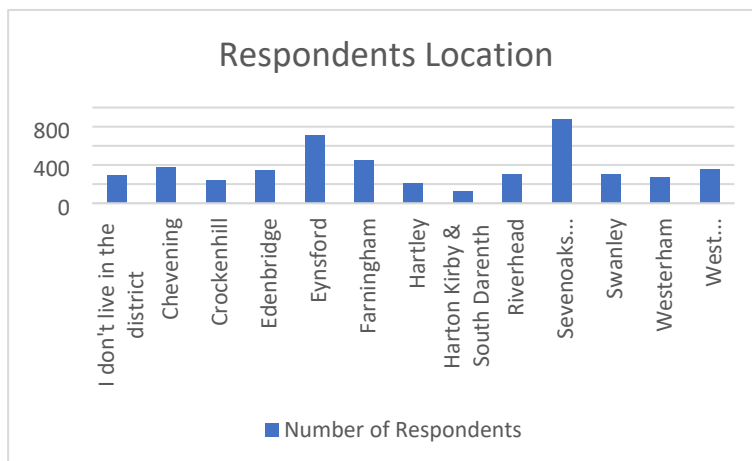 Respondents Location
800
400
0
I don't live in the
district
Chevening
Crockenhill
Edenbridge
Eynsford
Farningham
Hartley
Harton Kirby &
South Darenth
Riverhead
Sevenoaks...
Swanley
Westerham
West...
Number of Respondents